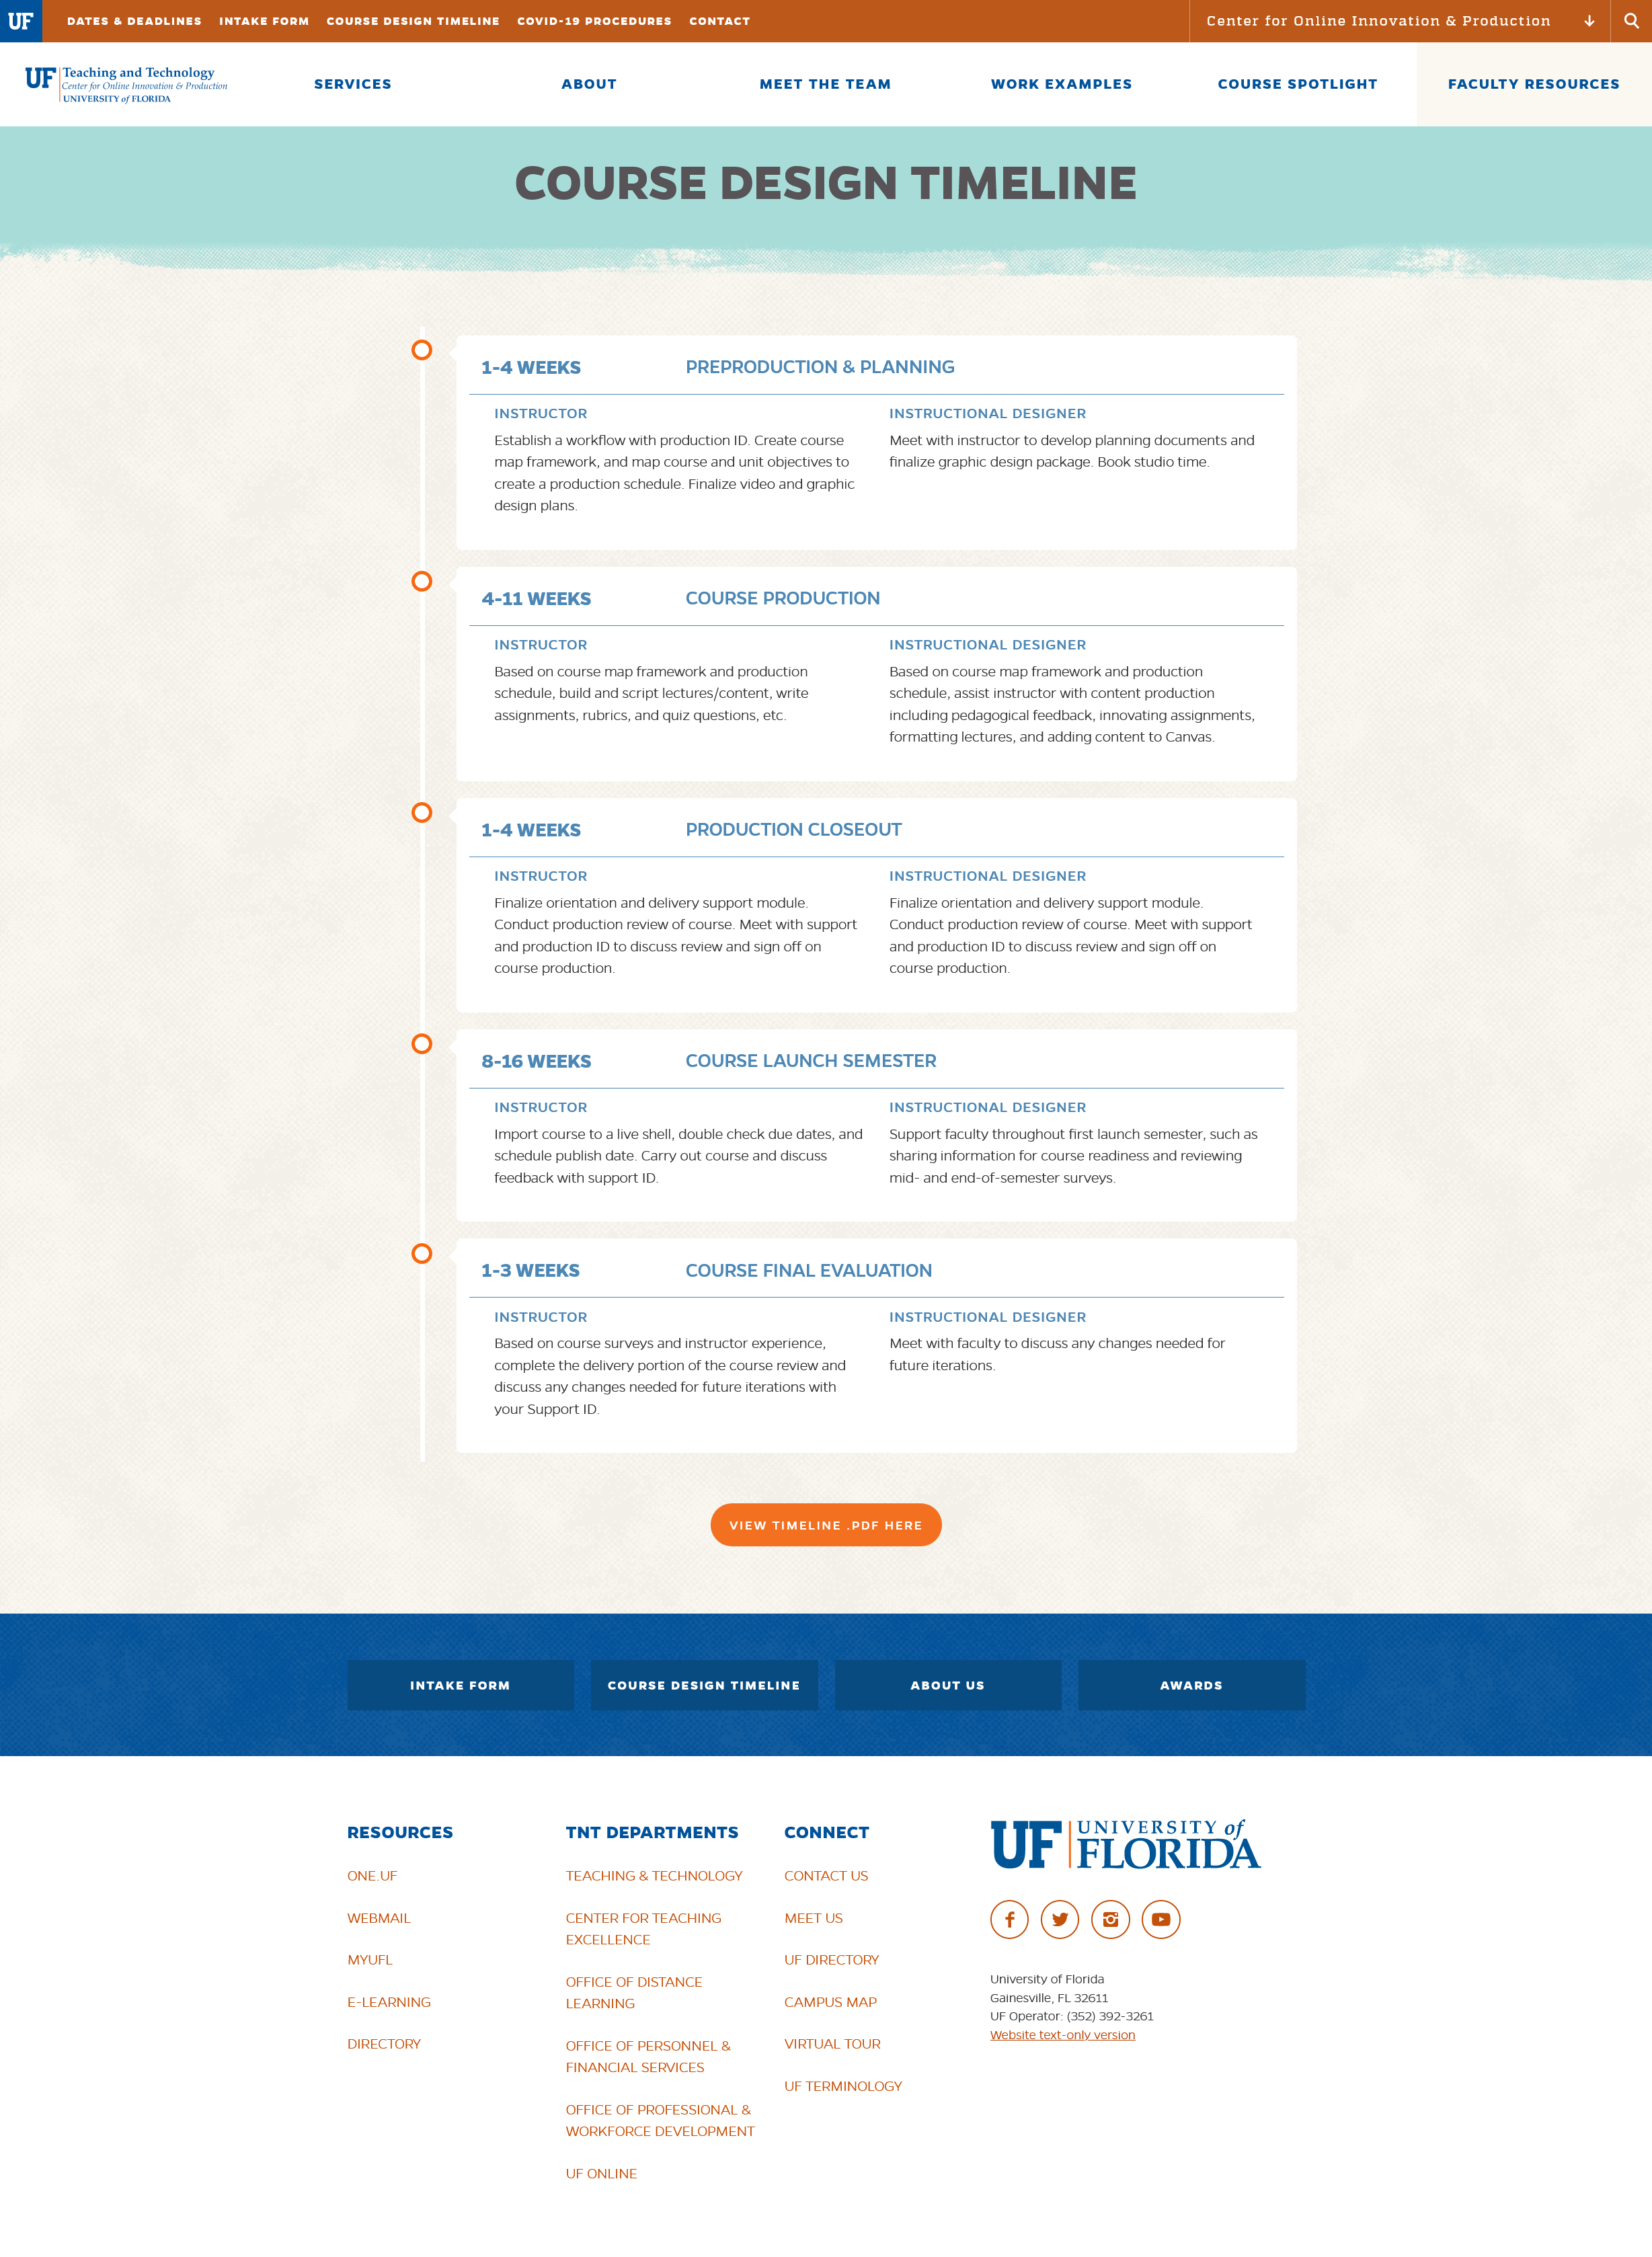 UF
DATES & DEADLINES
INTAKE FORM
COURSE DESIGN TIMELINE
COVID-19 PROCEDURES
CONTACT
Center for Online Innovation & Production
UF
Teaching and Technology
Center for Online Innovation & Production
UNIVERSITY of FLORIDA
SERVICES
ABOUT
MEET THE TEAM
WORK EXAMPLES
COURSE SPOTLIGHT
FACULTY RESOURCES
COURSE DESIGN TIMELINE
1-4 WEEKS
PREPRODUCTION & PLANNING
INSTRUCTOR
Establish a workflow with production ID. Create course
map framework, and map course and unit objectives to
create a production schedule. Finalize video and graphic
design plans.
INSTRUCTIONAL DESIGNER
Meet with instructor to develop planning documents and
finalize graphic design package. Book studio time.
4-11 WEEKS
COURSE PRODUCTION
INSTRUCTOR
Based on course map framework and production
schedule, build and script lectures/content, write
assignments, rubrics, and quiz questions, etc.
INSTRUCTIONAL DESIGNER
Based on course map framework and production
schedule, assist instructor with content production
including pedagogical feedback, innovating assignments,
formatting lectures, and adding content to Canvas.
1-4 WEEKS
PRODUCTION CLOSEOUT
INSTRUCTOR
Finalize orientation and delivery support module.
Conduct production review of course. Meet with support
and production ID to discuss review and sign off on
course production.
INSTRUCTIONAL DESIGNER
Finalize orientation and delivery support module.
Conduct production review of course. Meet with support
and production ID to discuss review and sign off on
course production.
8-16 WEEKS
COURSE LAUNCH SEMESTER
INSTRUCTOR
Import course to a live shell, double check due dates, and
schedule publish date. Carry out course and discuss
feedback with support ID.
INSTRUCTIONAL DESIGNER
Support faculty throughout first launch semester, such as
sharing information for course readiness and reviewing
mid- and end-of-semester surveys.
1-3 WEEKS
COURSE FINAL EVALUATION
INSTRUCTOR
Based on course surveys and instructor experience,
complete the delivery portion of the course review and
discuss any changes needed for future iterations with
your Support ID.
INSTRUCTIONAL DESIGNER
Meet with faculty to discuss any changes needed for
future iterations.
VIEW TIMELINE .PDF HERE
INTAKE FORM
COURSE DESIGN TIMELINE
ABOUT US
AWARDS
RESOURCES
ONE.UF
WEBMAIL
MYUFL
E-LEARNING
DIRECTORY
TNT DEPARTMENTS
TEACHING & TECHNOLOGY
CENTER FOR TEACHING
EXCELLENCE
OFFICE OF DISTANCE
LEARNING
OFFICE OF PERSONNEL &
FINANCIAL SERVICES
OFFICE OF PROFESSIONAL &
WORKFORCE DEVELOPMENT
UF ONLINE
CONNECT
CONTACT US
MEET US
UF DIRECTORY
CAMPUS MAP
VIRTUAL TOUR
UF TERMINOLOGY
UF
UNIVERSITY of
FLORIDA
University of Florida
Gainesville, FL 32611
UF Operator: (352) 392-3261
Website text-only version